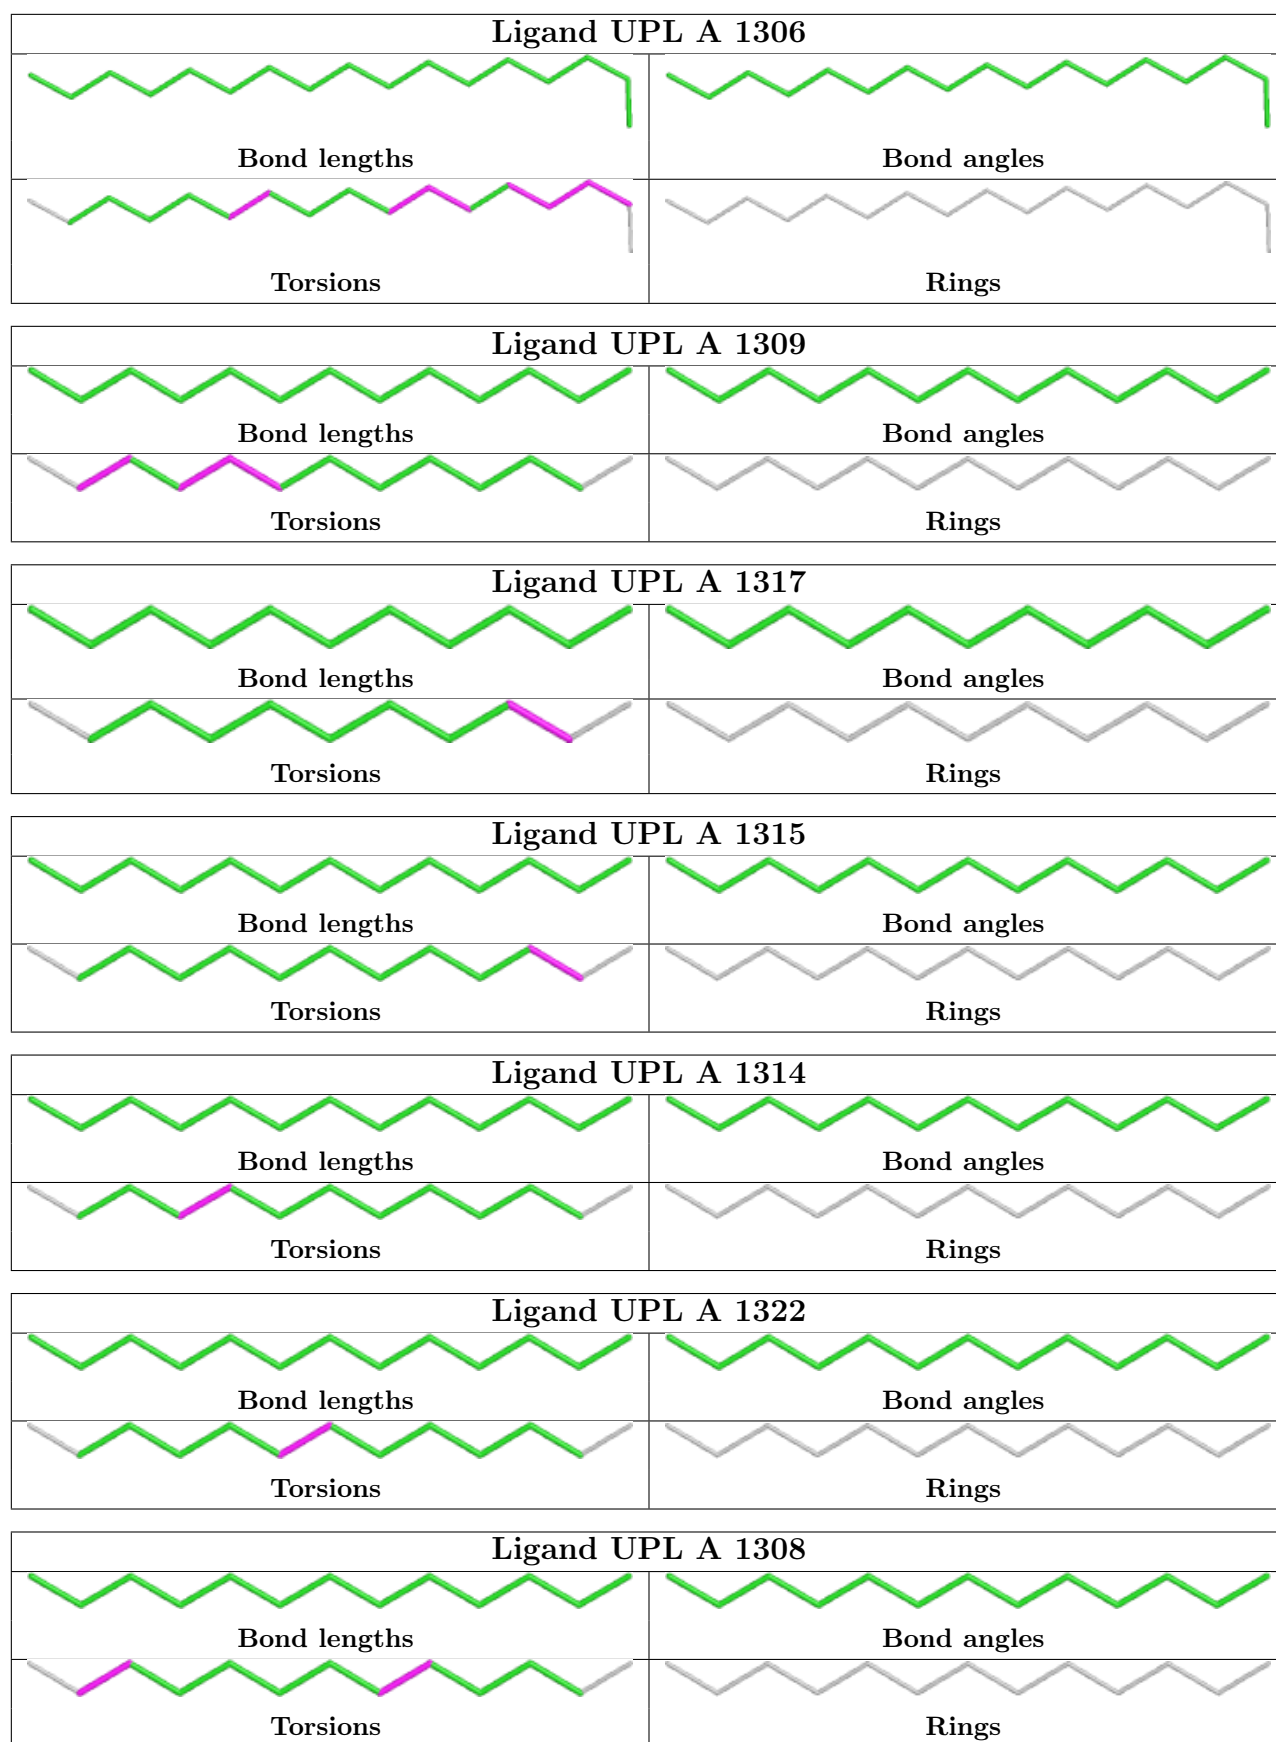 Ligand UPL A 1306
Bond lengths Bond angles
Torsions Rings
Ligand UPL A 1309
Bond lengths Bond angles
Torsions Rings
Ligand UPL A 1317
Bond lengths Bond angles
Torsions Rings
Ligand UPL A 1315
Bond lengths Bond angles
Torsions Rings
Ligand UPL A 1314
Bond lengths Bond angles
Torsions Rings
Ligand UPL A 1322
Bond lengths Bond angles
Torsions Rings
Ligand UPL A 1308
Bond lengths Bond angles
Torsions Rings